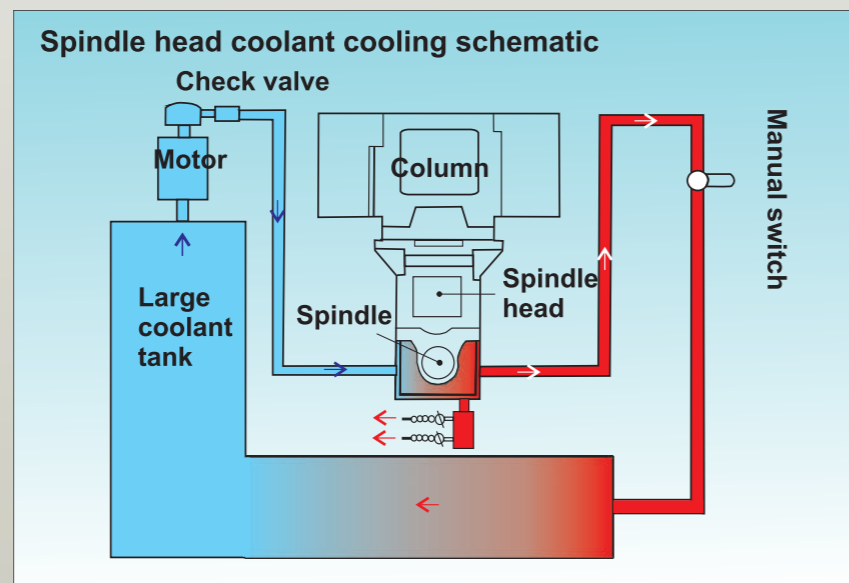 Spindle head coolant cooling schematic
Check valve
Motor
Column
Manual switch
Large
coolant
tank
Spindle
Spindle
head